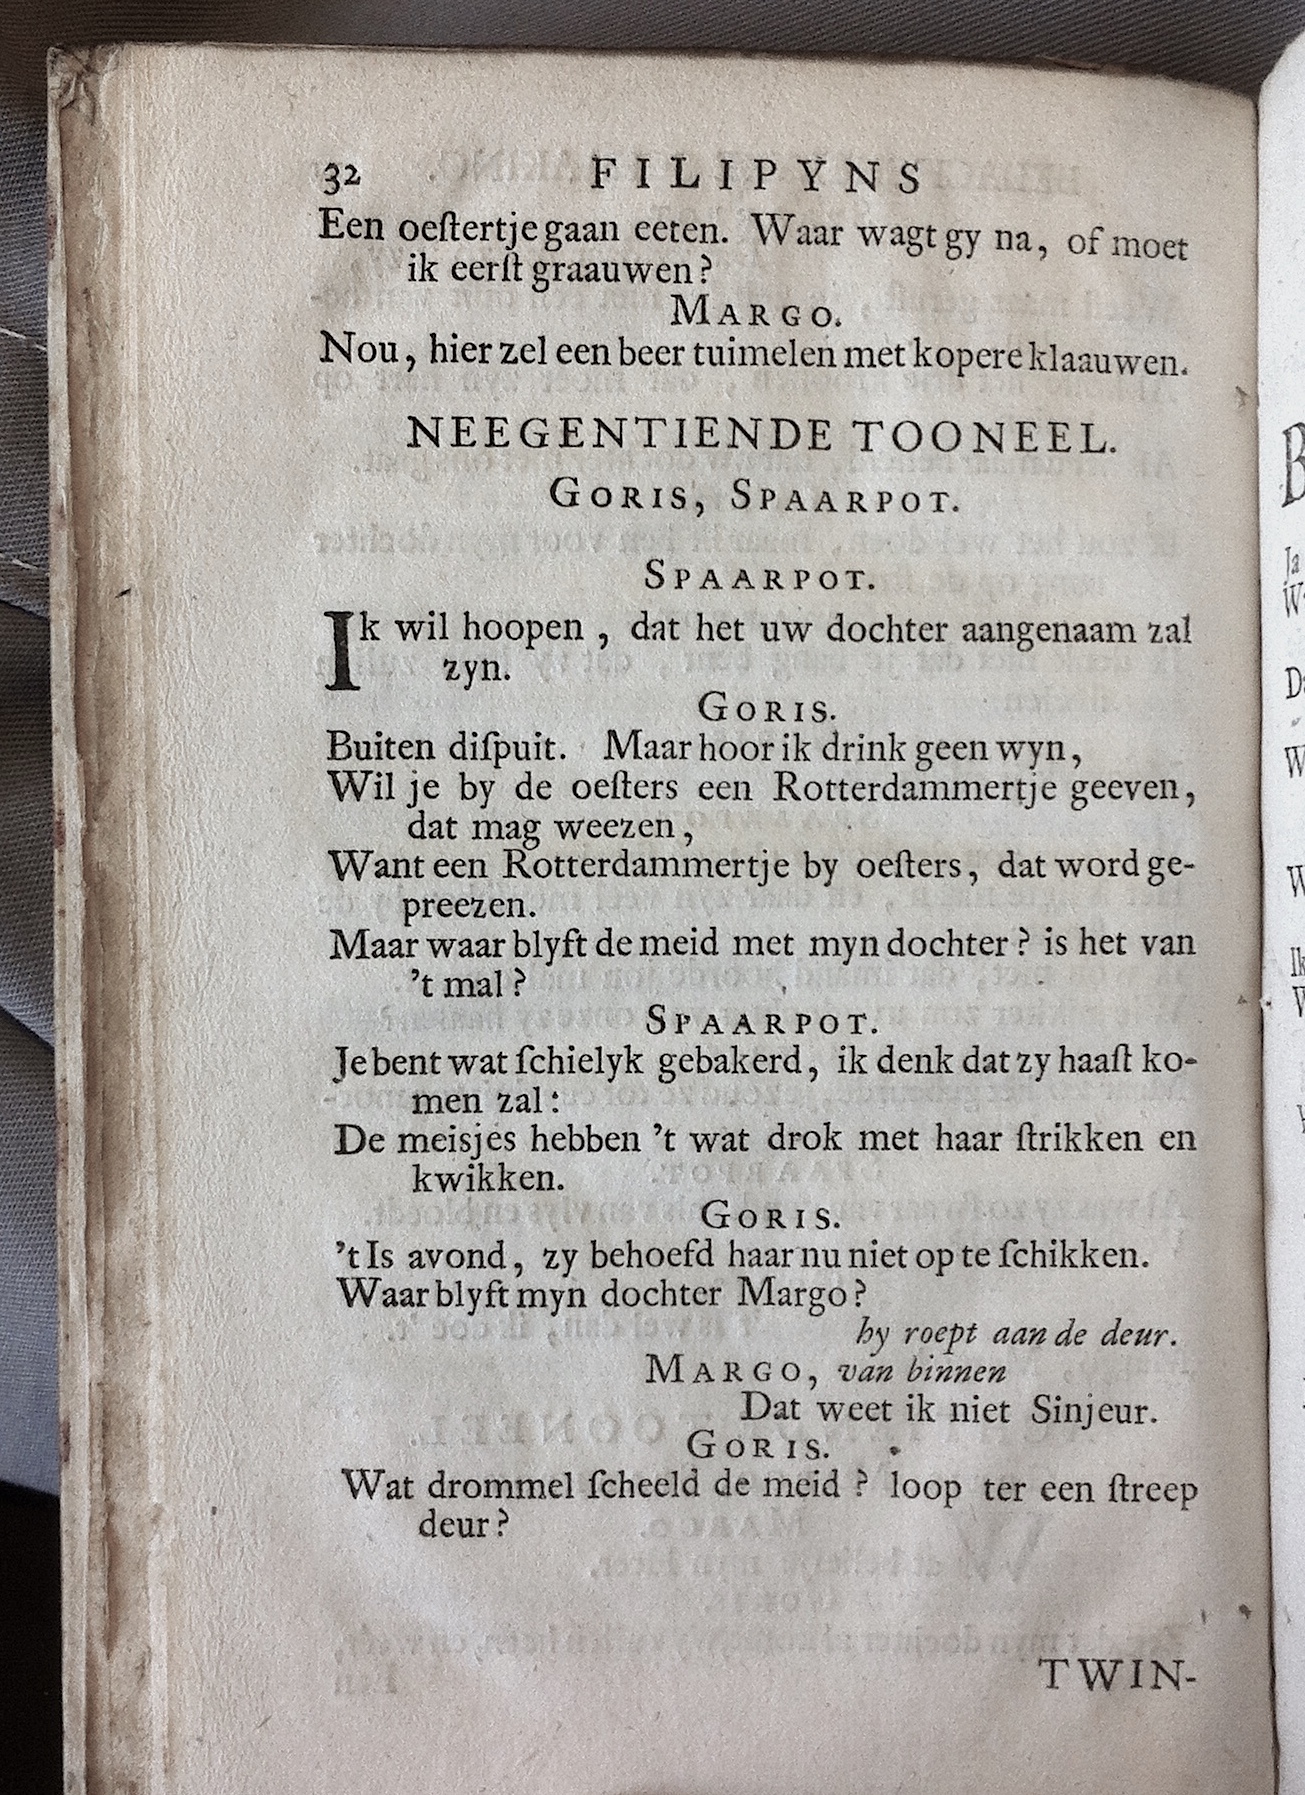 32 FILIPYNS
Een oeſtertje gaan eeten. Waar wagt gy na, of moet
ik eerſt graauwen?
MARGO.
Nou, hier zel een beer tuimelen met kopere klaauwen.
NEEGENTIENDE TOONEEL.
GORIS, SPAARPOT.
SPAARPOT.
Ik wil hoopen, dat het uw dochter aangenaam zal
zyn.
GORIS.
Buiten diſpuit. Maar hoor ik drink geen wyn,
Wil je by de oeſters een Rotterdammertje geeven,
dat mag weezen,
Want een Rotterdammertje by oeſters, dat word ge-
preezen.
Maar waar blyft de meid met myn dochter? is het van
't mal?
SPAARPOT.
Je bent wat ſchielyk gebakerd, ik denk dat zy haaſt ko-
men zal:
De meisjes hebben 't wat drok met haar ſtrikken en
kwikken.
GORIS.
't Is avond, zy behoefd haar nu niet op te ſchikken.
Waar blyft myn dochter Margo?
hy roept aan de deur.
MARGO, van binnen
Dat weet ik niet Sinjeur.
GORIS.
Wat drommel ſcheeld de meid? loop ter een ſtreep
deur?
TWIN-
B
Ja
W
Da
W
W
Ik
W